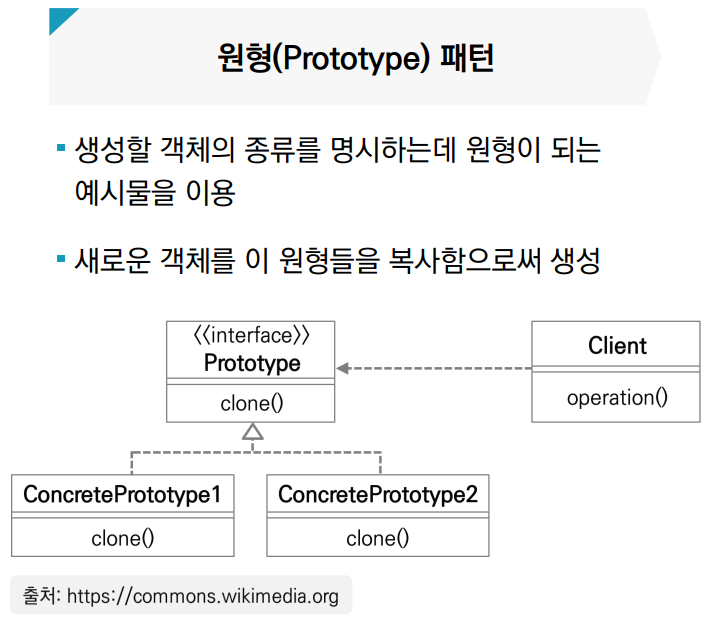 원형(Prototype) 패턴
생성할 객체의 종류를 명시하는데 원형이 되는
예시물을 이용
새로운 객체를 이 원형들을 복사함으로써 생성
<<interface>>
Prototype
clone()
Client
operation()
ConcretePrototype1
clone()
ConcretePrototype2
clone()
출처: https://commons.wikimedia.org